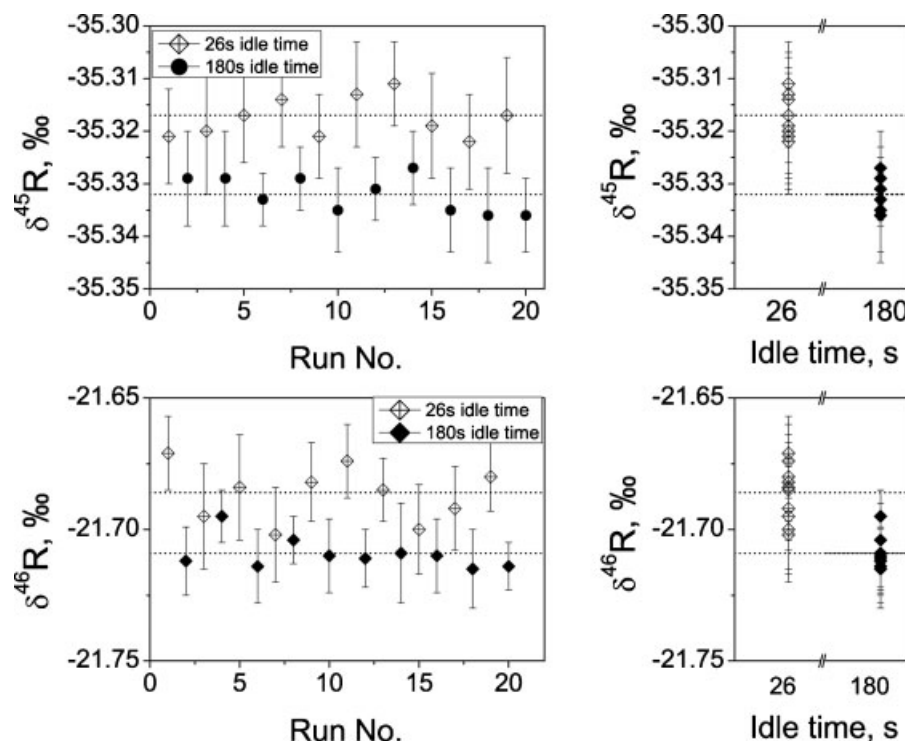 -35.30
-35.31
-35.32
-35.33
-35.34
-35.35
δ⁴⁵R, ‰
26s idle time
180s idle time
0 5 10 15 20
Run No.
-35.30
-35.31
-35.32
-35.33
-35.34
-35.35
δ⁴⁵R, ‰
26 // 180
Idle time, s
-21.65
-21.70
-21.75
δ⁴⁶R, ‰
26s idle time
180s idle time
0 5 10 15 20
Run No.
-21.65
-21.70
-21.75
δ⁴⁶R, ‰
26 // 180
Idle time, s